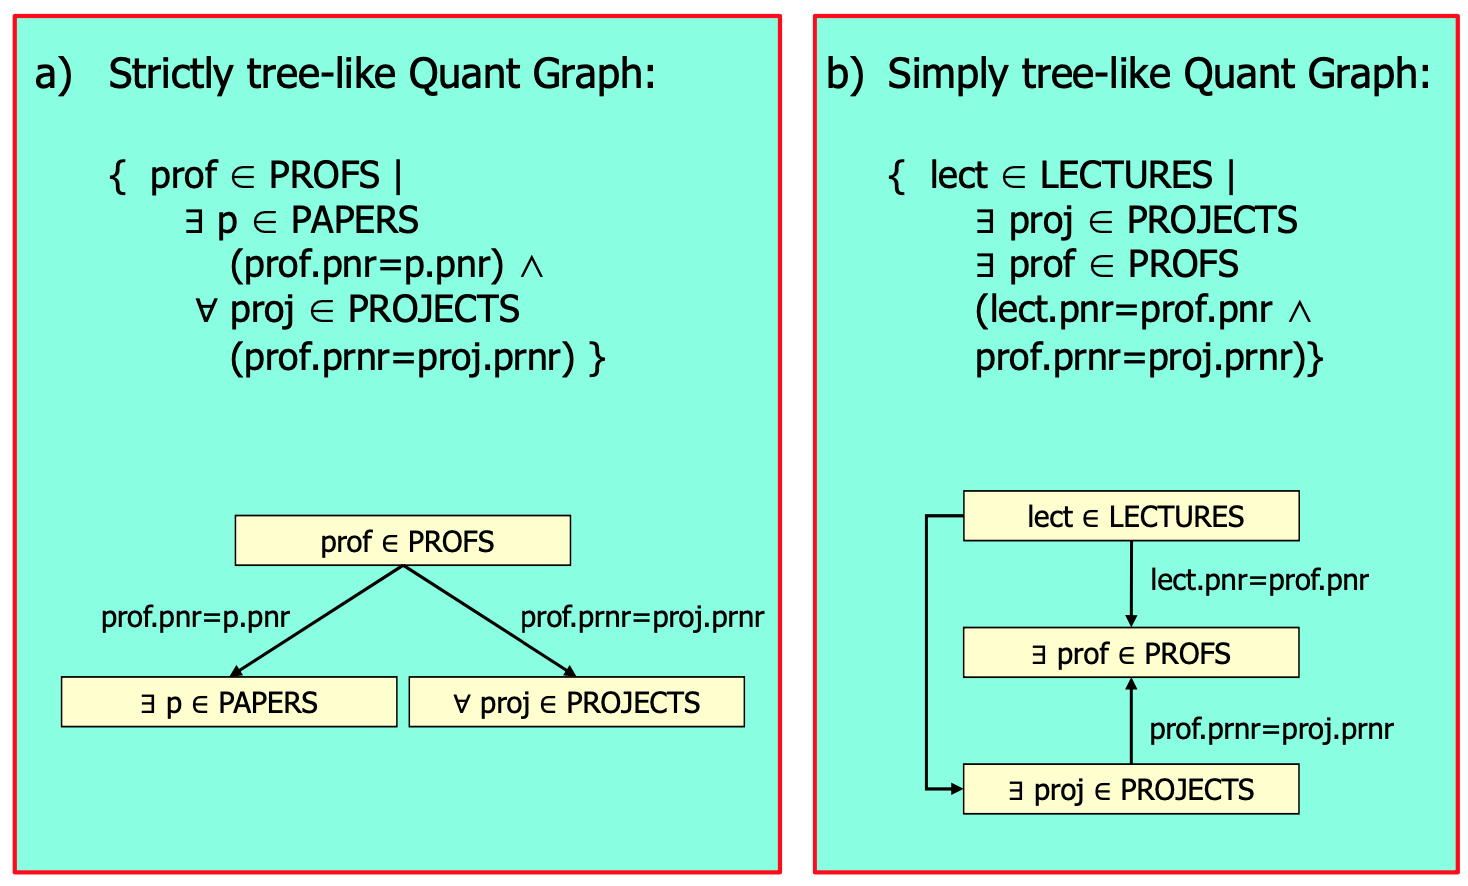 a) Strictly tree-like Quant Graph:
{ prof ∈ PROFS |
∃ p ∈ PAPERS
(prof.pnr=p.pnr) ∧
∀ proj ∈ PROJECTS
(prof.prnr=proj.prnr) }
prof ∈ PROFS
prof.pnr=p.pnr
prof.prnr=proj.prnr
∃ p ∈ PAPERS
∀ proj ∈ PROJECTS
b) Simply tree-like Quant Graph:
{ lect ∈ LECTURES |
∃ proj ∈ PROJECTS
∃ prof ∈ PROFS
(lect.pnr=prof.pnr ∧
prof.prnr=proj.prnr)}
lect ∈ LECTURES
lect.pnr=prof.pnr
∃ prof ∈ PROFS
prof.prnr=proj.prnr
∃ proj ∈ PROJECTS